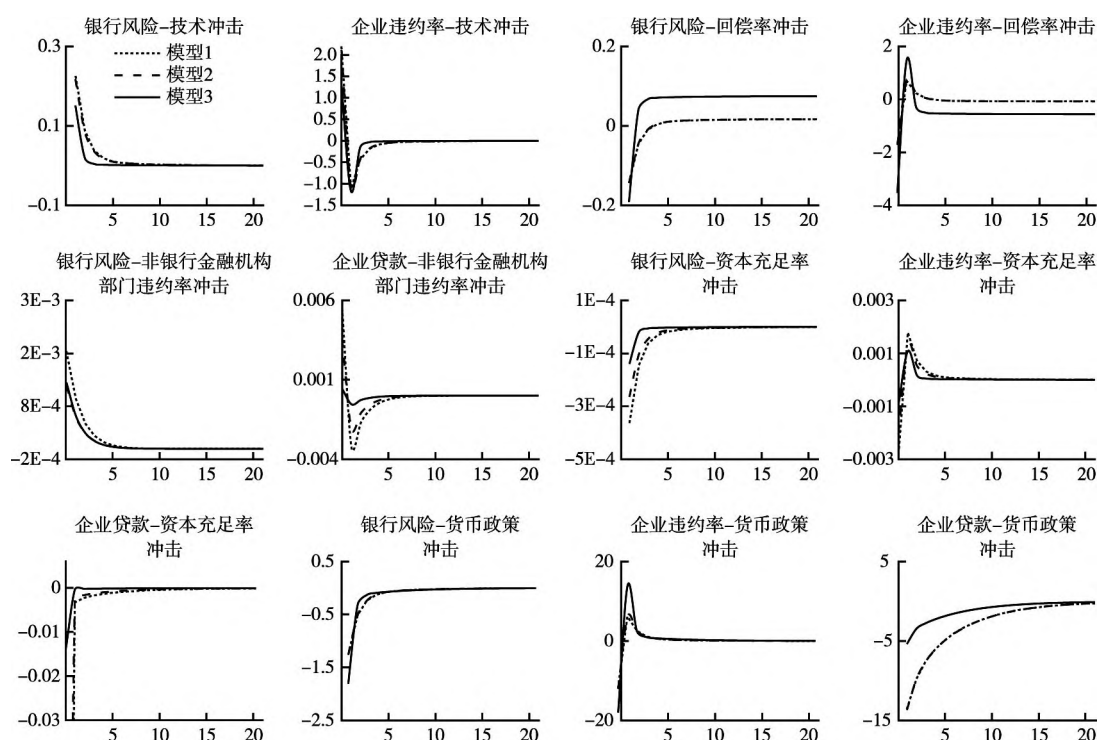 银行风险–技术冲击
0.3
0.1
−0.1
模型1
模型2
模型3
5
10
15
20
企业违约率–技术冲击
2.0
1.5
1.0
0.5
0
−0.5
−1.0
−1.5
5
10
15
20
银行风险–回偿率冲击
0.2
0
−0.2
5
10
15
20
企业违约率–回偿率冲击
2
0
−2
−4
5
10
15
20
银行风险–非银行金融机构
部门违约率冲击
3E−3
2E−3
8E−4
−2E−4
5
10
15
20
企业贷款–非银行金融机构
部门违约率冲击
0.006
0.001
−0.004
5
10
15
20
银行风险–资本充足率
冲击
1E−4
−1E−4
−3E−4
−5E−4
5
10
15
20
企业违约率–资本充足率
冲击
0.003
0.001
−0.001
−0.003
5
10
15
20
企业贷款–资本充足率
冲击
0
−0.01
−0.02
−0.03
5
10
15
20
银行风险–货币政策
冲击
0.5
−0.5
−1.5
−2.5
5
10
15
20
企业违约率–货币政策
冲击
20
0
−20
5
10
15
20
企业贷款–货币政策
冲击
5
−5
−15
5
10
15
20